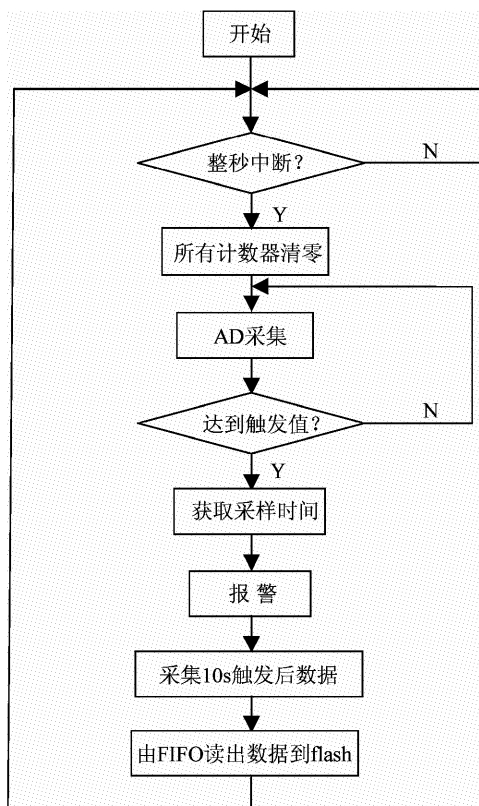 开始
整秒中断?
N
Y
所有计数器清零
AD采集
达到触发值?
N
Y
获取采样时间
报 警
采集10s触发后数据
由FIFO读出数据到flash